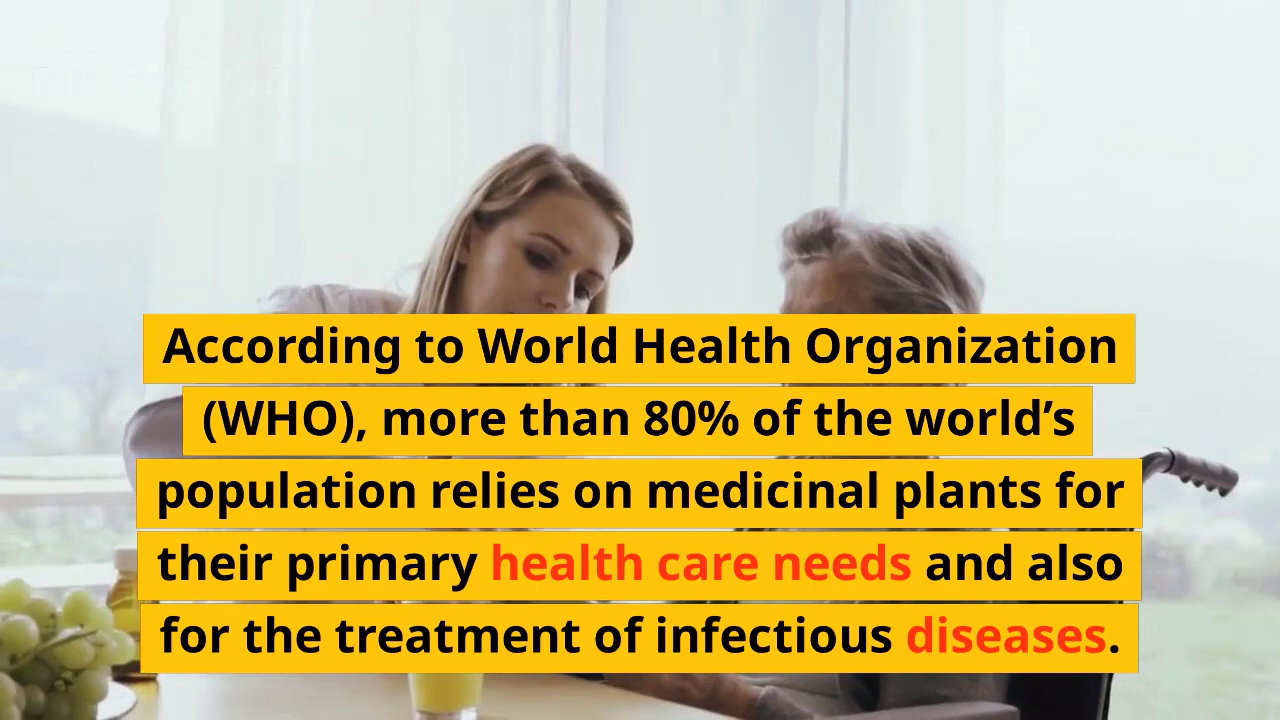 According to World Health Organization
(WHO), more than 80% of the world’s
population relies on medicinal plants for
their primary health care needs and also
for the treatment of infectious diseases.